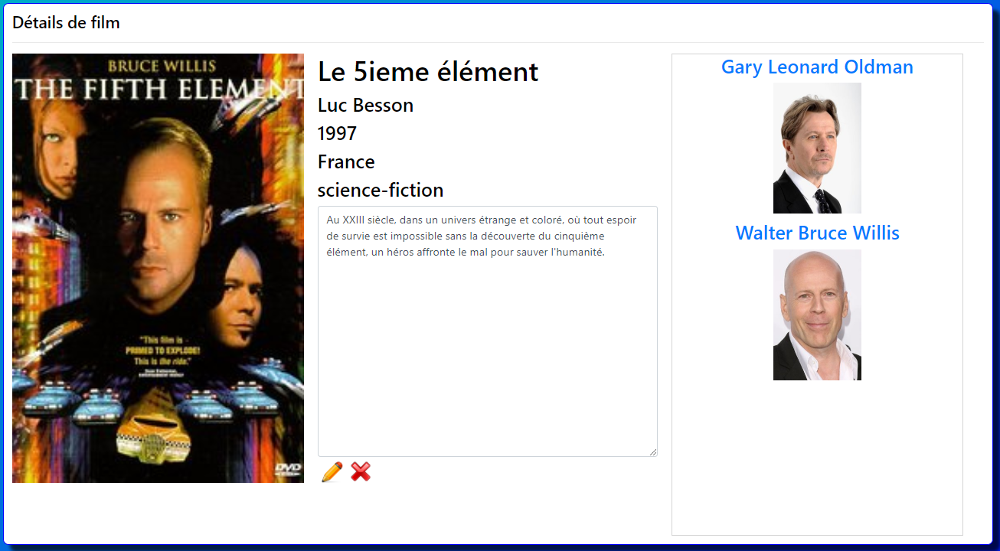 Détails de film
BRUCE WILLIS
THE FIFTH ELEMENT
"This film is
PRIMED TO EXPLODE!
This is the ride."
DVD
Le 5ieme élément
Luc Besson
1997
France
science-fiction
Au XXIII siècle, dans un univers étrange et coloré, où tout espoir
de survie est impossible sans la découverte du cinquième
élément, un héros affronte le mal pour sauver l'humanité.
Gary Leonard Oldman
Walter Bruce Willis